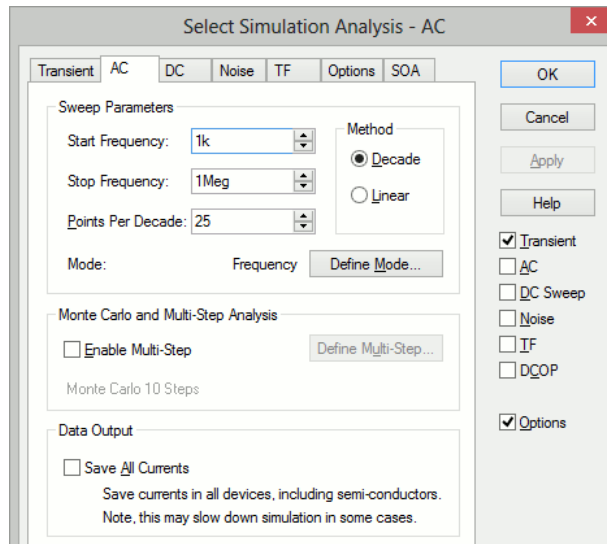 Select Simulation Analysis - AC
Transient AC DC Noise TF Options SOA
Sweep Parameters
Start Frequency: 1k
Stop Frequency: 1Meg
Points Per Decade: 25
Method
Decade
Linear
Mode: Frequency Define Mode...
Monte Carlo and Multi-Step Analysis
Enable Multi-Step Define Multi-Step...
Monte Carlo 10 Steps
Data Output
Save All Currents
Save currents in all devices, including semi-conductors.
Note, this may slow down simulation in some cases.
OK
Cancel
Apply
Help
Transient
AC
DC Sweep
Noise
TF
DCOP
Options